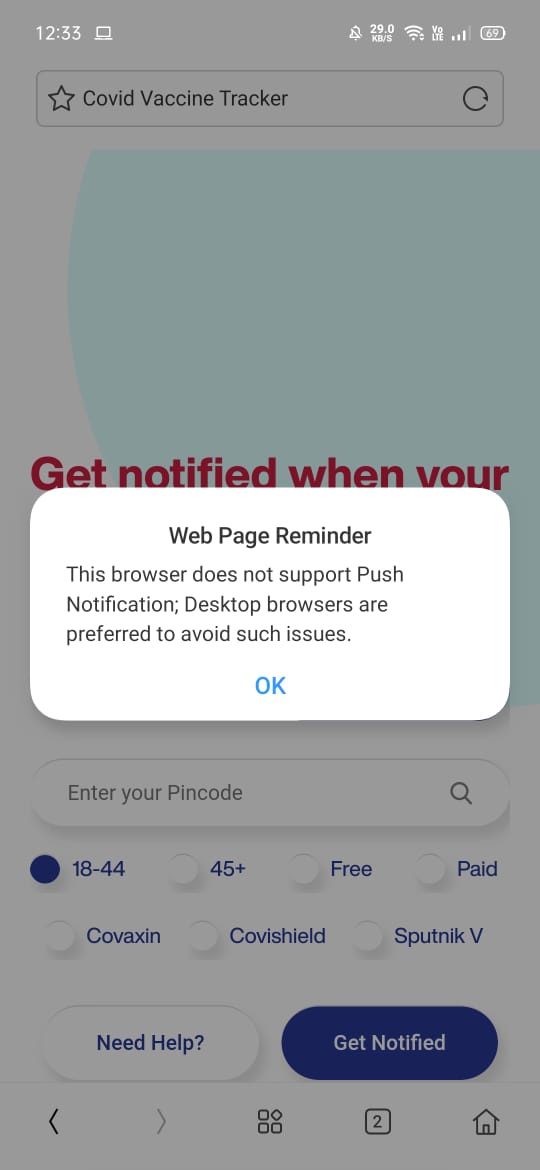 12:33 29.0 KB/S Vo LTE 69
Covid Vaccine Tracker
Get notified when your
Web Page Reminder
This browser does not support Push
Notification; Desktop browsers are
preferred to avoid such issues.
OK
Enter your Pincode
18-44 45+ Free Paid
Covaxin Covishield Sputnik V
Need Help? Get Notified
2